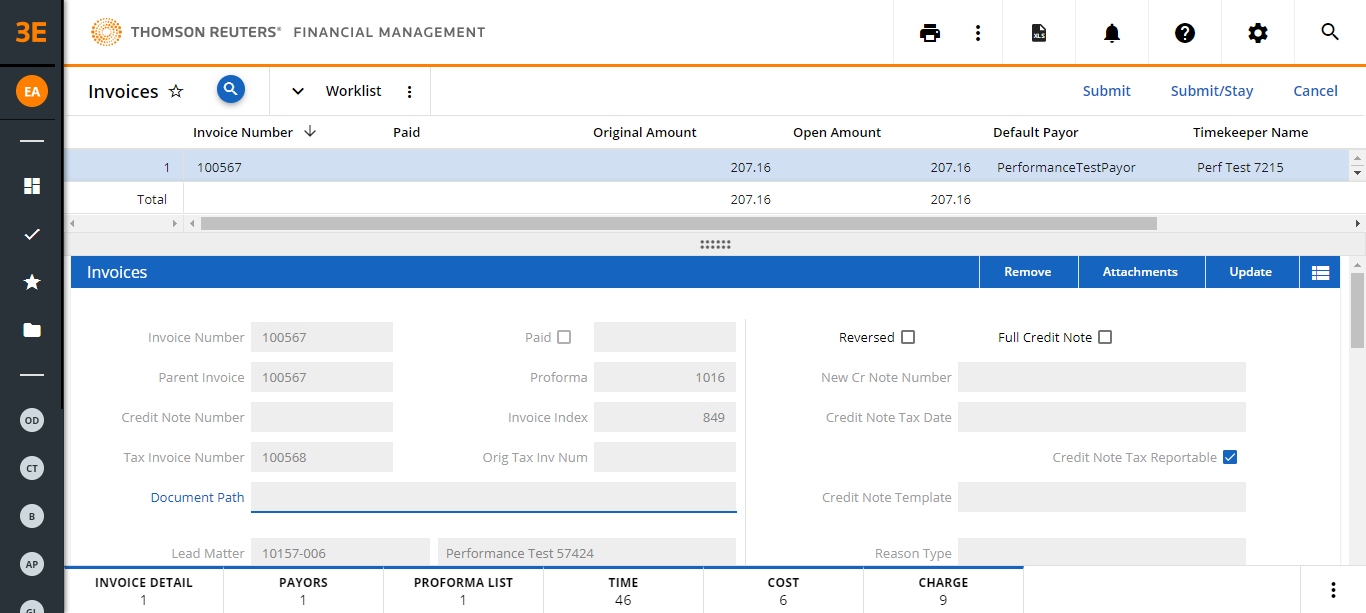 3E THOMSON REUTERS® FINANCIAL MANAGEMENT XLS
EA Invoices Worklist Submit Submit/Stay Cancel
Invoice Number Paid Original Amount Open Amount Default Payor Timekeeper Name
1 100567 207.16 207.16 PerformanceTestPayor Perf Test 7215
Total 207.16 207.16
Invoices Remove Attachments Update
Invoice Number 100567 Paid Reversed Full Credit Note
Parent Invoice 100567 Proforma 1016 New Cr Note Number
OD Credit Note Number Invoice Index 849 Credit Note Tax Date
CT Tax Invoice Number 100568 Orig Tax Inv Num Credit Note Tax Reportable
B Document Path Credit Note Template
AP Lead Matter 10157-006 Performance Test 57424 Reason Type
INVOICE DETAIL PAYORS PROFORMA LIST TIME COST CHARGE
GL 1 1 1 46 6 9